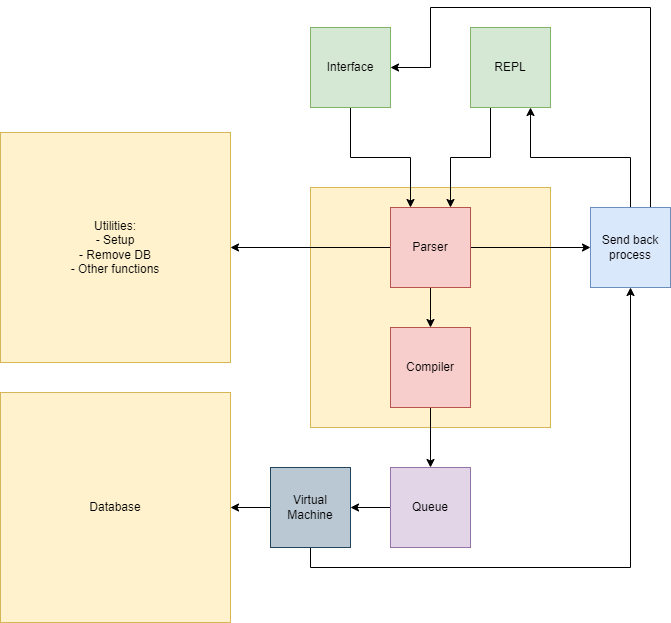 Interface
REPL
Utilities:
- Setup
- Remove DB
- Other functions
Parser
Send back
process
Compiler
Database
Virtual
Machine
Queue